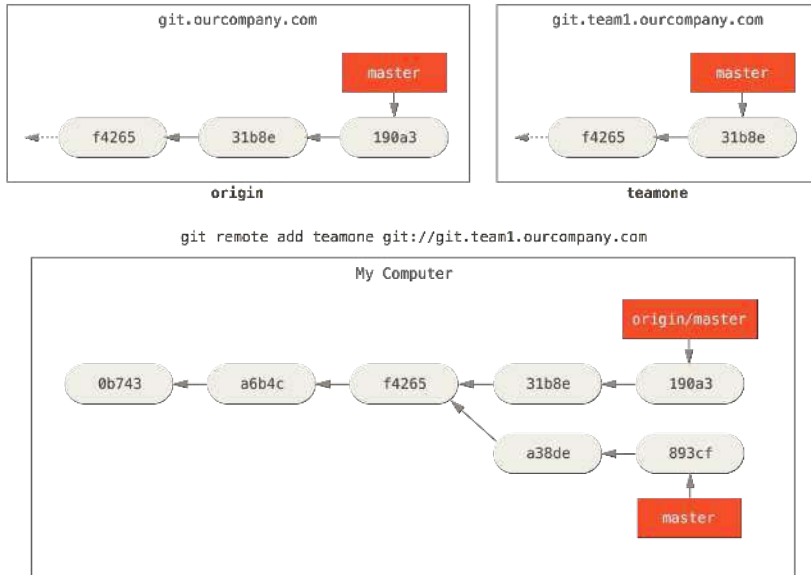 git.ourcompany.com
master
f4265 31b8e 190a3
origin
git.team1.ourcompany.com
master
f4265 31b8e
teamone
git remote add teamone git://git.team1.ourcompany.com
My Computer
origin/master
0b743 a6b4c f4265 31b8e 190a3
a38de 893cf
master